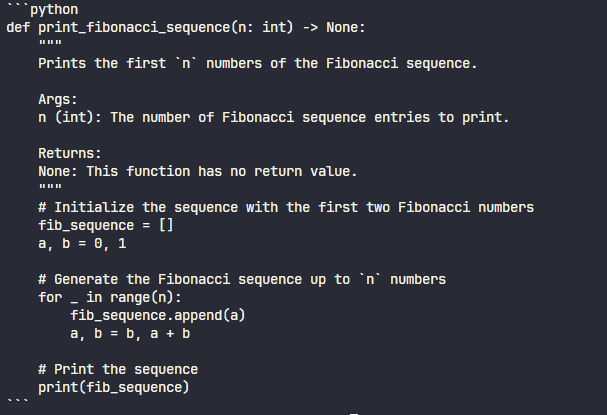 ```python
def print_fibonacci_sequence(n: int) -> None:
    """
    Prints the first `n` numbers of the Fibonacci sequence.

    Args:
    n (int): The number of Fibonacci sequence entries to print.

    Returns:
    None: This function has no return value.
    """
    # Initialize the sequence with the first two Fibonacci numbers
    fib_sequence = []
    a, b = 0, 1

    # Generate the Fibonacci sequence up to `n` numbers
    for _ in range(n):
        fib_sequence.append(a)
        a, b = b, a + b

    # Print the sequence
    print(fib_sequence)
```